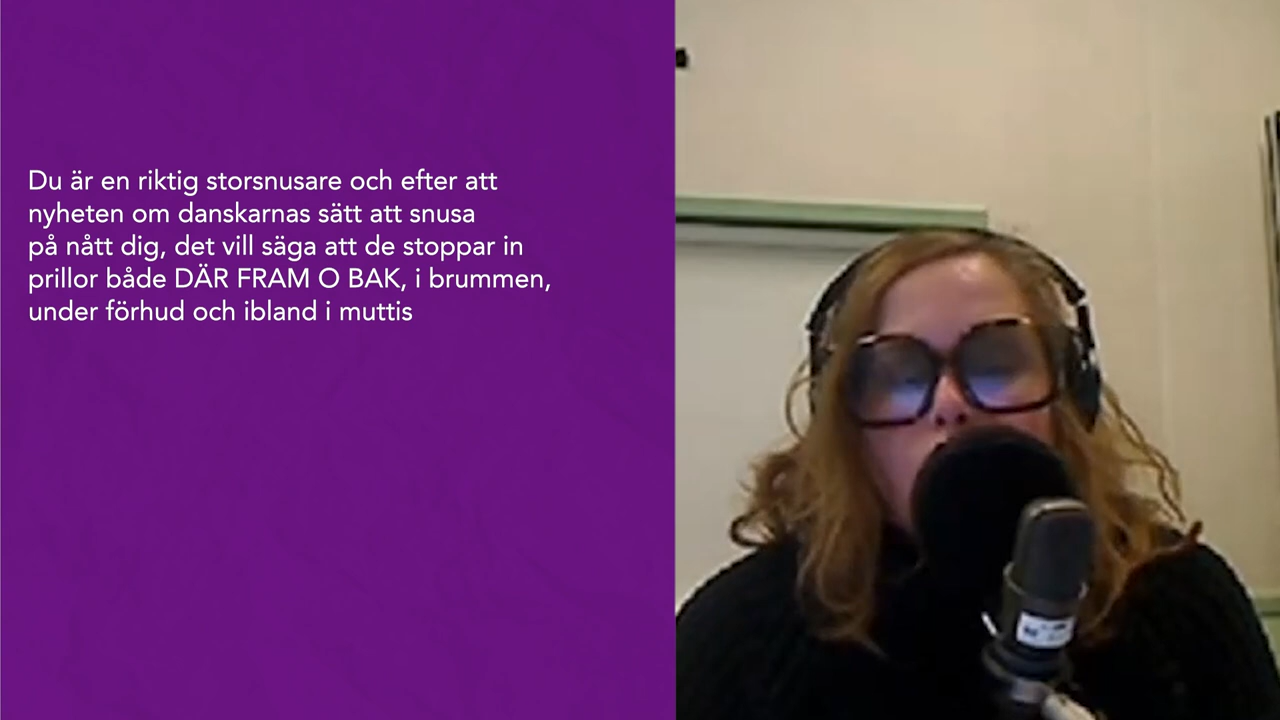 Du är en riktig storsnusare och efter att
nyheten om danskarnas sätt att snusa
på nått dig, det vill säga att de stoppar in
prillor både DÄR FRAM O BAK, i brummen,
under förhud och ibland i muttis